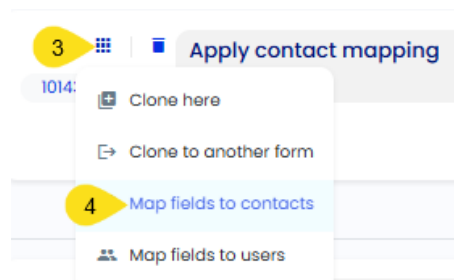 3
Apply contact mapping
1014
Clone here
Clone to another form
4 Map fields to contacts
Map fields to users